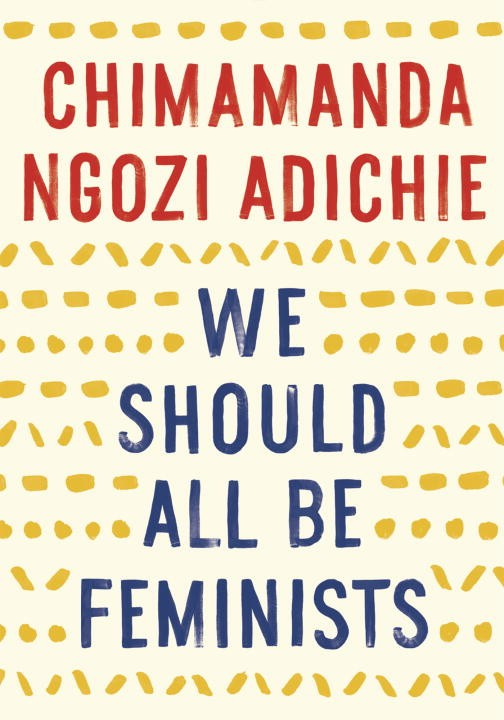 CHIMAMANDA
NGOZI ADICHIE
WE
SHOULD
ALL BE
FEMINISTS